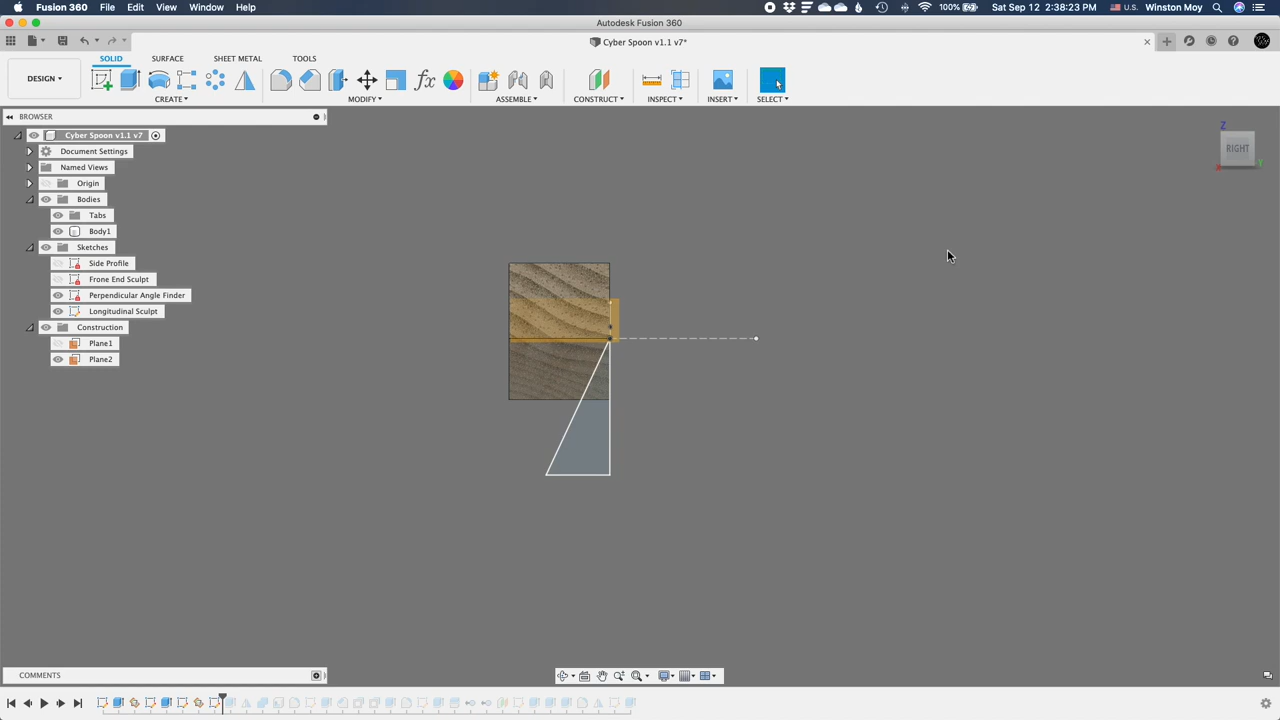 Fusion 360 File Edit View Window Help 100% Sat Sep 12 2:38:23 PM U.S. Winston Moy
Autodesk Fusion 360
Cyber Spoon v1.1 v7*
DESIGN
SOLID SURFACE SHEET METAL TOOLS
fx
CREATE MODIFY ASSEMBLE CONSTRUCT INSPECT INSERT SELECT
BROWSER
Cyber Spoon v1.1 v7
Document Settings
Named Views
Origin
Bodies
Tabs
Body1
Sketches
Side Profile
Frone End Sculpt
Perpendicular Angle Finder
Longitudinal Sculpt
Construction
Plane1
Plane2
Z
RIGHT
X Y
COMMENTS